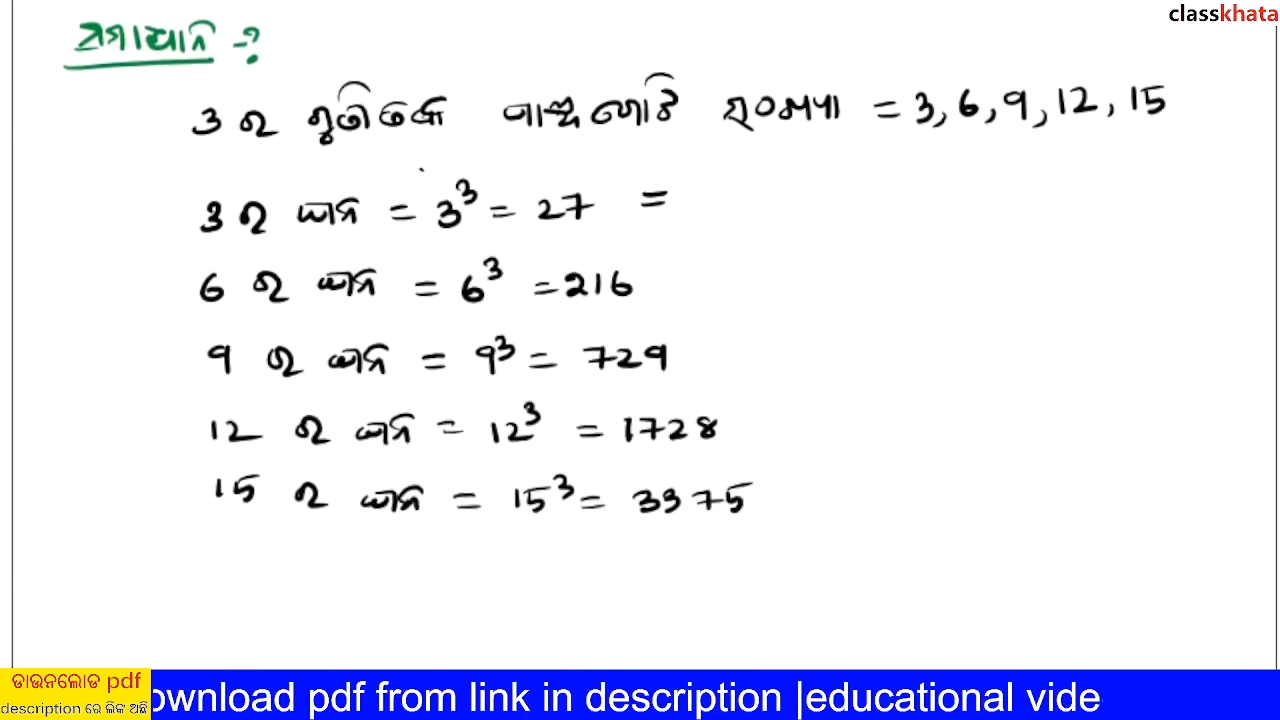 classkhata
ସମାଧାନ -:
3 ର ଗୁଣିତକ ପାଞ୍ଚଗୋଟି ସଂଖ୍ୟା = 3, 6, 9, 12, 15
3 ର ଘନ = 3³ = 27 =
6 ର ଘନ = 6³ = 216
9 ର ଘନ = 9³ = 729
12 ର ଘନ = 12³ = 1728
15 ର ଘନ = 15³ = 3375
ଡାଉନଲୋଡ pdf
description ରେ ଲିଙ୍କ ଅଛି
ownload pdf from link in description |educational vide